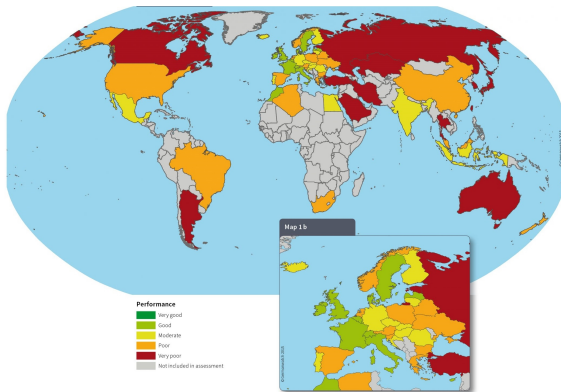 Map 1 b
Performance
Very good
Good
Moderate
Poor
Very poor
Not included in assessment